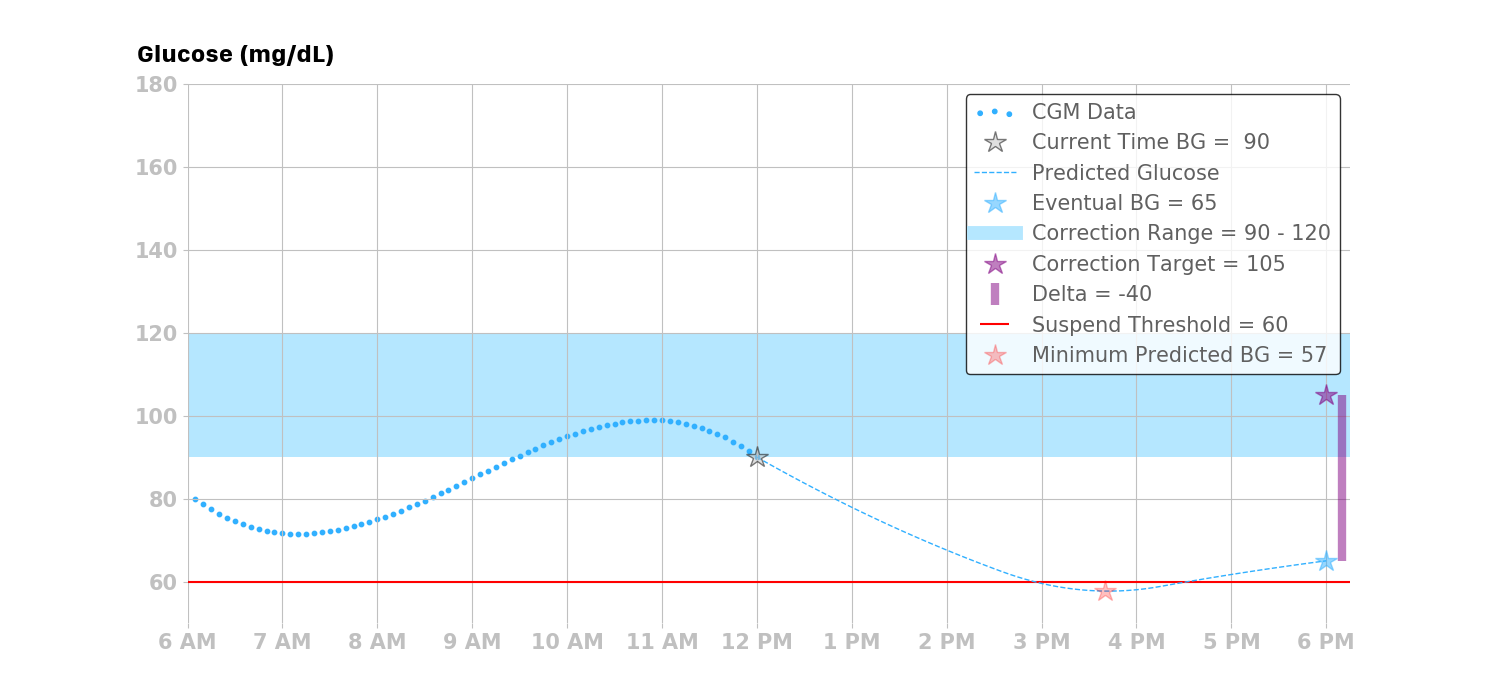 Glucose (mg/dL)
180
160
140
120
100
80
60
CGM Data
Current Time BG =  90
Predicted Glucose
Eventual BG = 65
Correction Range = 90 - 120
Correction Target = 105
Delta = -40
Suspend Threshold = 60
Minimum Predicted BG = 57
6 AM 7 AM 8 AM 9 AM 10 AM 11 AM 12 PM 1 PM 2 PM 3 PM 4 PM 5 PM 6 PM